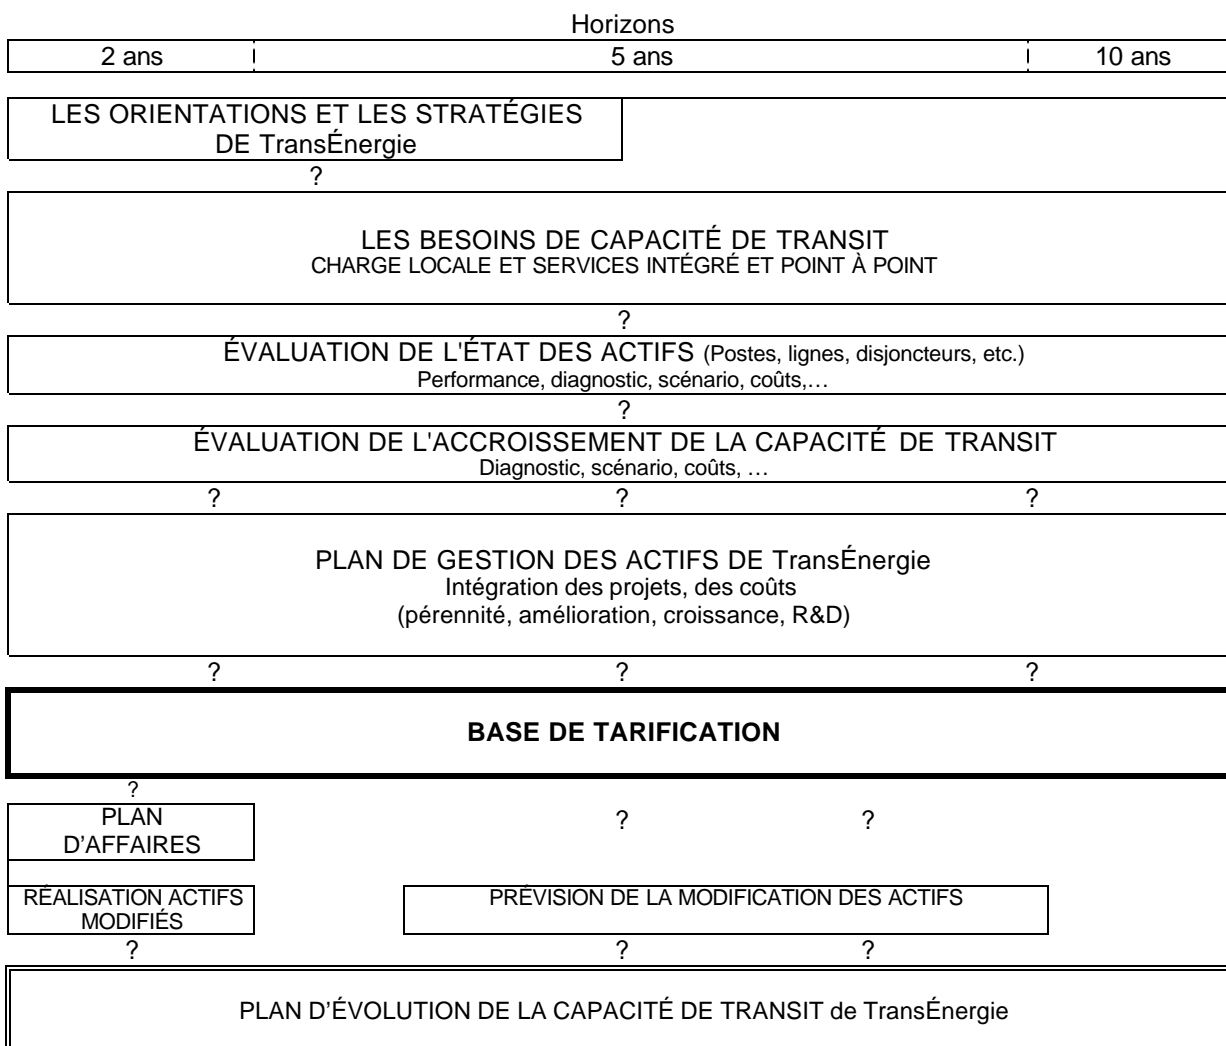 Horizons
2 ans 5 ans 10 ans
LES ORIENTATIONS ET LES STRATÉGIES
DE TransÉnergie
?
LES BESOINS DE CAPACITÉ DE TRANSIT
CHARGE LOCALE ET SERVICES INTÉGRÉ ET POINT À POINT
?
ÉVALUATION DE L'ÉTAT DES ACTIFS (Postes, lignes, disjoncteurs, etc.)
Performance, diagnostic, scénario, coûts,…
?
ÉVALUATION DE L'ACCROISSEMENT DE LA CAPACITÉ DE TRANSIT
Diagnostic, scénario, coûts, …
? ? ?
PLAN DE GESTION DES ACTIFS DE TransÉnergie
Intégration des projets, des coûts
(pérennité, amélioration, croissance, R&D)
? ? ?
BASE DE TARIFICATION
?
PLAN
D'AFFAIRES
? ?
RÉALISATION ACTIFS
MODIFIÉS
PRÉVISION DE LA MODIFICATION DES ACTIFS
? ? ?
PLAN D'ÉVOLUTION DE LA CAPACITÉ DE TRANSIT de TransÉnergie